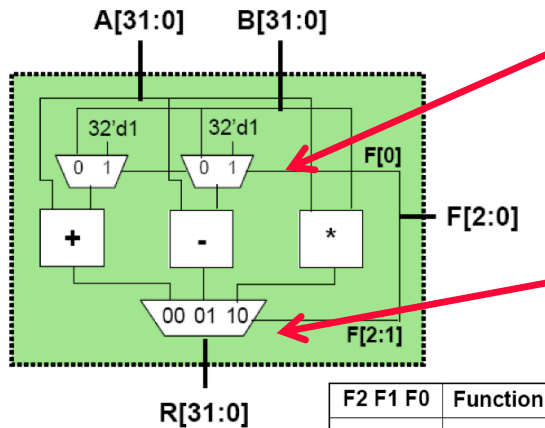 A[31:0] B[31:0]
32'd1 32'd1
0 1 0 1 F[0]
+ - * F[2:0]
00 01 10
F[2:1]
R[31:0]
F2 F1 F0 Function